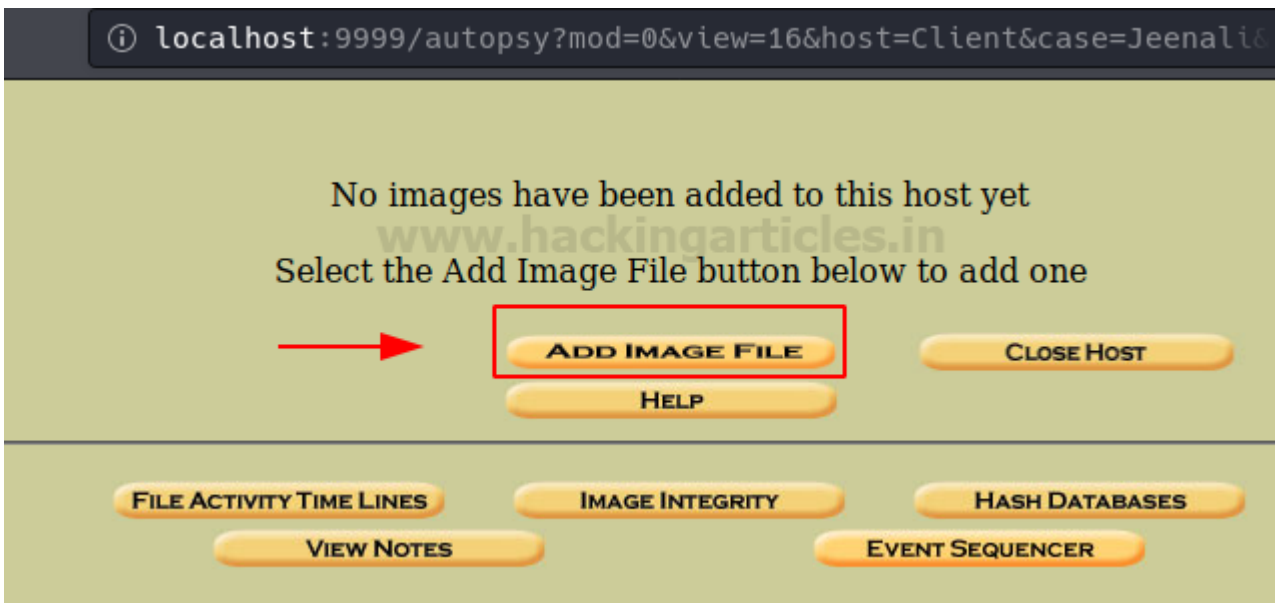 localhost:9999/autopsy?mod=0&view=16&host=Client&case=Jeenali&
No images have been added to this host yet
www.hackingarticles.in
Select the Add Image File button below to add one
ADD IMAGE FILE
CLOSE HOST
HELP
FILE ACTIVITY TIME LINES
IMAGE INTEGRITY
HASH DATABASES
VIEW NOTES
EVENT SEQUENCER